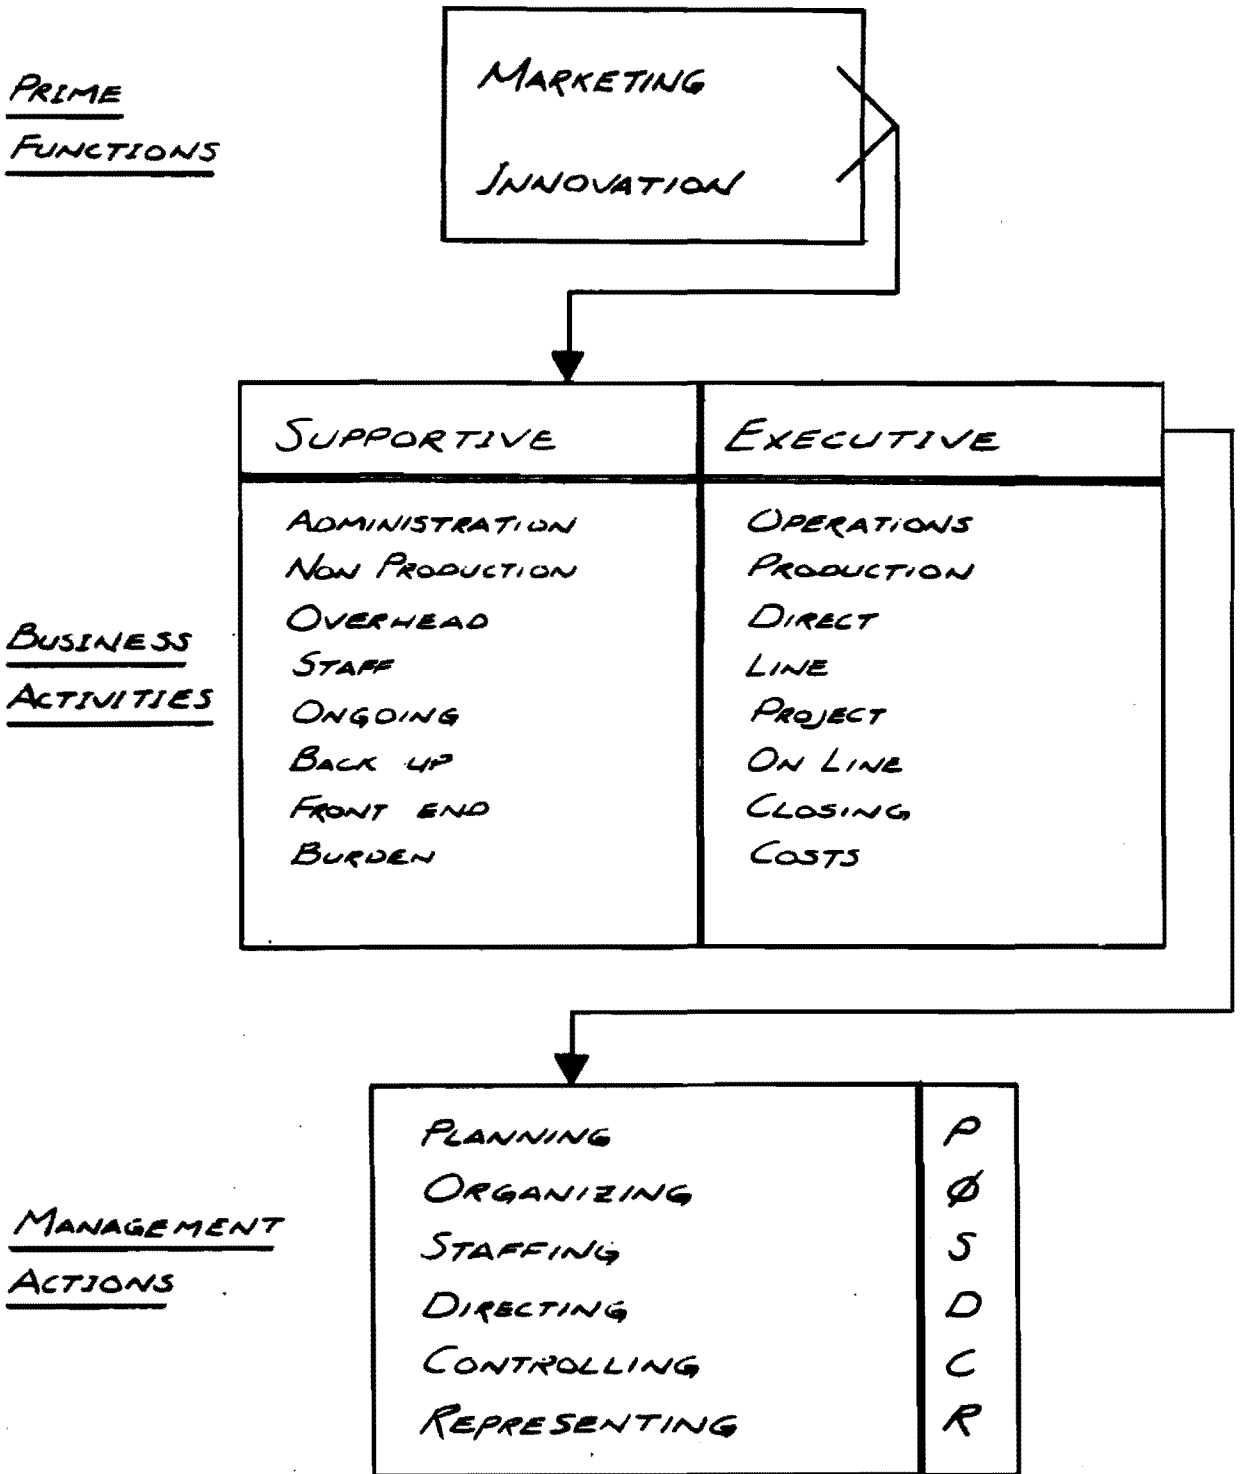 PRIME
FUNCTIONS
MARKETING
INNOVATION
SUPPORTIVE EXECUTIVE
BUSINESS
ACTIVITIES
ADMINISTRATION OPERATIONS
NON PRODUCTION PRODUCTION
OVERHEAD DIRECT
STAFF LINE
ONGOING PROJECT
BACK UP ON LINE
FRONT END CLOSING
BURDEN COSTS
MANAGEMENT
ACTIONS
PLANNING P
ORGANIZING Ø
STAFFING S
DIRECTING D
CONTROLLING C
REPRESENTING R